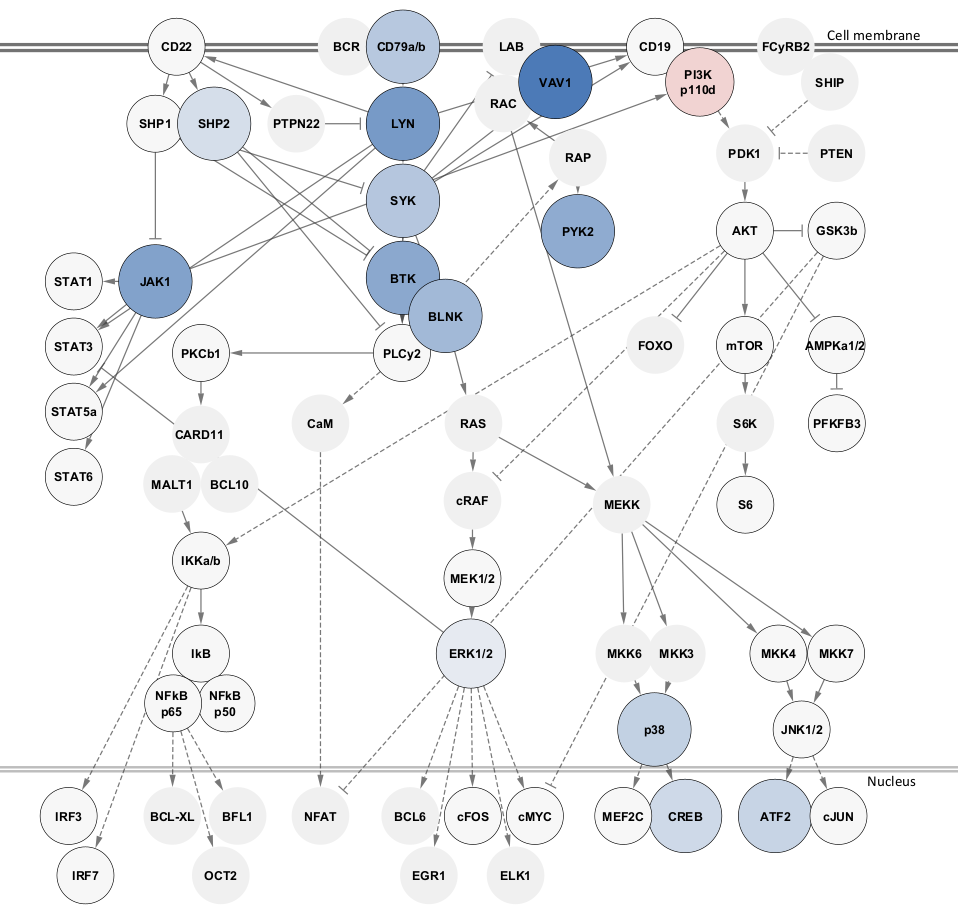 Cell membrane
CD22
BCR
CD79a/b
LAB
CD19
FCyRB2
VAV1
PI3K
p110d
SHIP
RAC
SHP1
SHP2
PTPN22
LYN
RAP
PDK1
PTEN
SYK
PYK2
AKT
GSK3b
STAT1
JAK1
BTK
BLNK
STAT3
PKCb1
PLCy2
FOXO
mTOR
AMPKa1/2
STAT5a
CARD11
CaM
RAS
S6K
PFKFB3
STAT6
MALT1
BCL10
cRAF
MEKK
S6
IKKa/b
MEK1/2
IkB
ERK1/2
MKK6
MKK3
MKK4
MKK7
NFkB
p65
NFkB
p50
p38
JNK1/2
Nucleus
IRF3
BCL-XL
BFL1
NFAT
BCL6
cFOS
cMYC
MEF2C
CREB
ATF2
cJUN
IRF7
OCT2
EGR1
ELK1